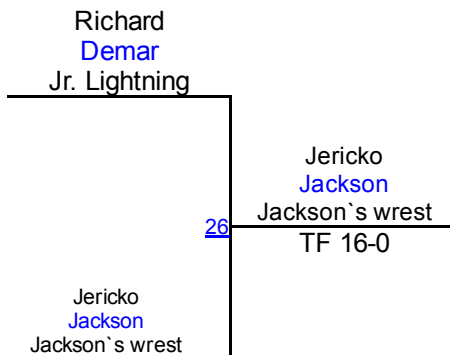 Richard
Demar
Jr. Lightning
Jericko
Jackson
Jackson`s wrest
26
TF 16-0
Jericko
Jackson
Jackson`s wrest